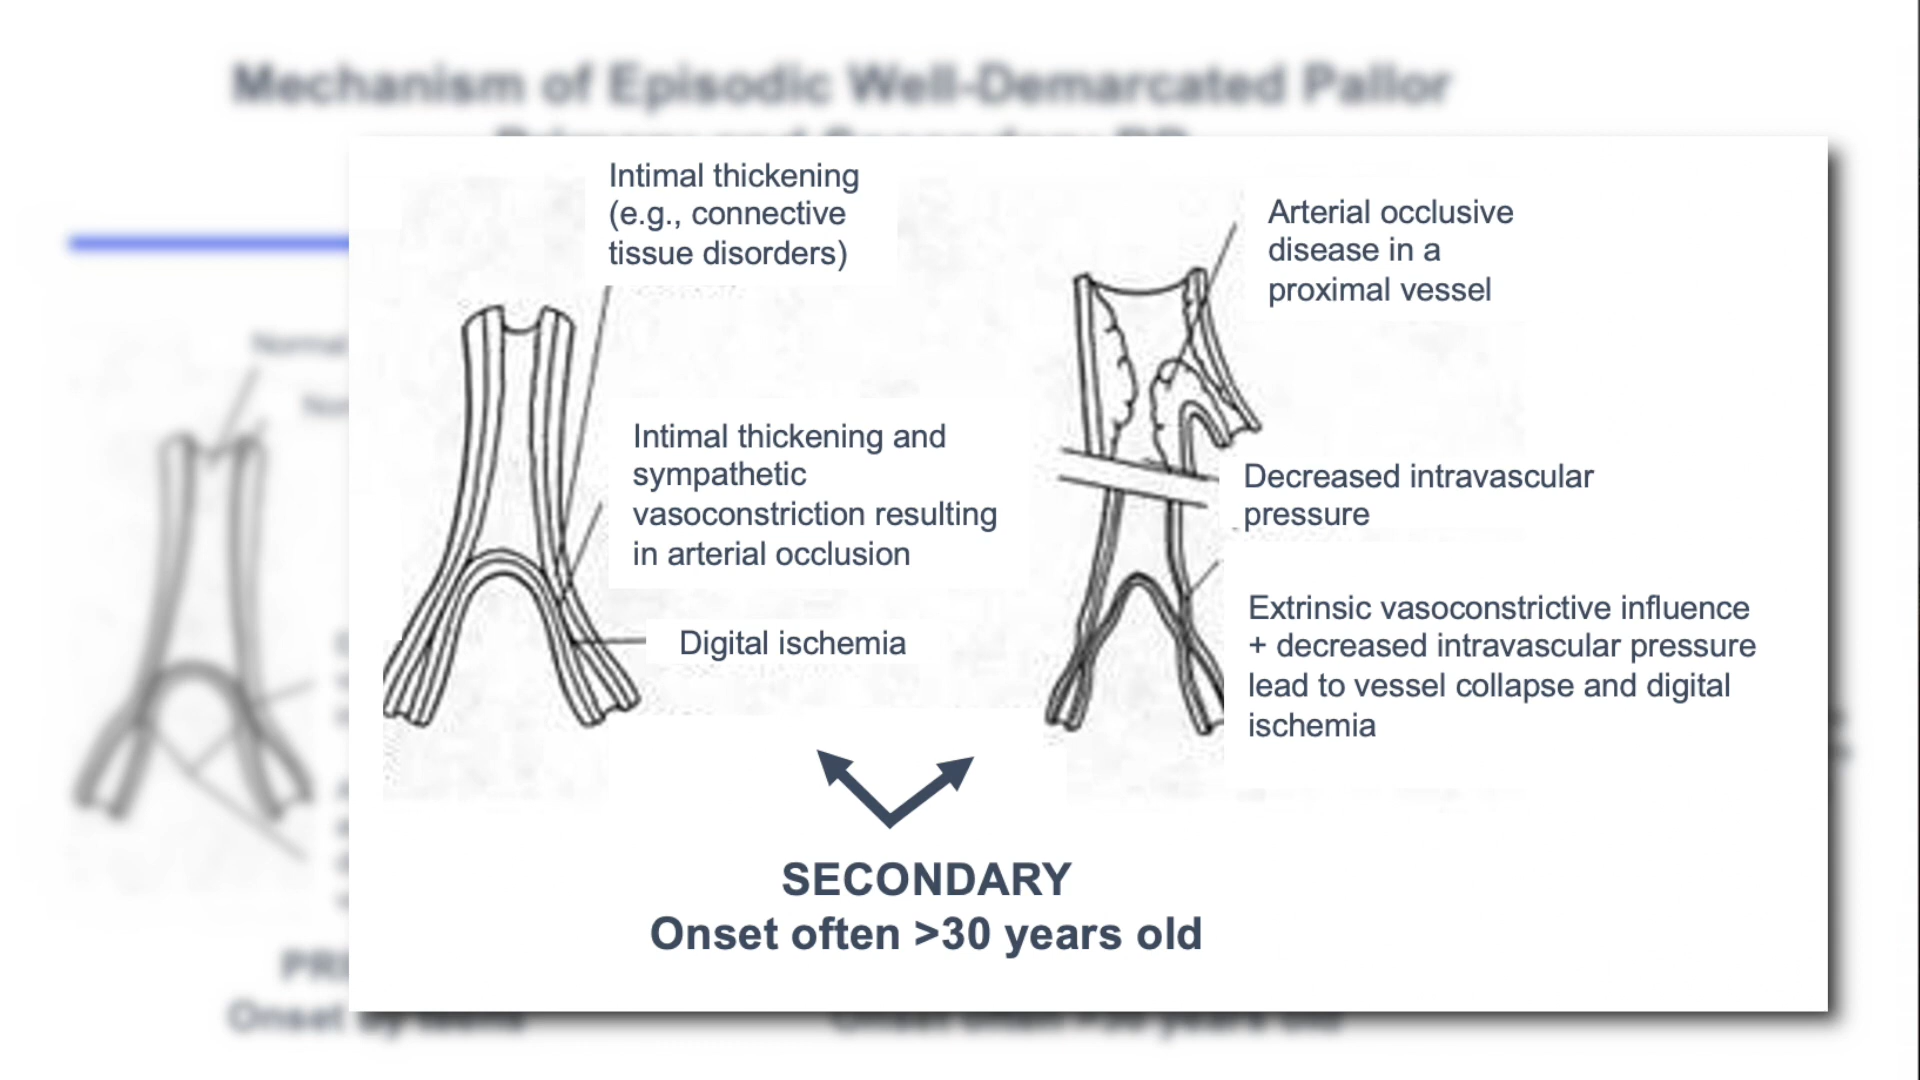 Mechanism of Episodic Well-Demarcated Pallor
Intimal thickening
(e.g., connective
tissue disorders)
Arterial occlusive
disease in a
proximal vessel
Intimal thickening and
sympathetic
vasoconstriction resulting
in arterial occlusion
Decreased intravascular
pressure
Digital ischemia
Extrinsic vasoconstrictive influence
+ decreased intravascular pressure
lead to vessel collapse and digital
ischemia
SECONDARY
Onset often >30 years old
Normal
Onset